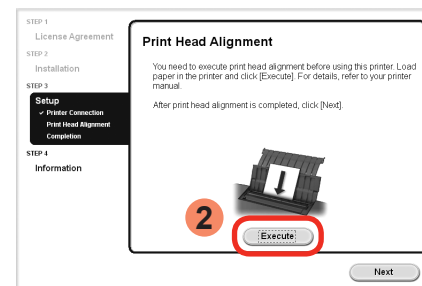 STEP 1
License Agreement
STEP 2
Installation
STEP 3
Setup
✓ Printer Connection
Print Head Alignment
Completion
STEP 4
Information
Print Head Alignment
You need to execute print head alignment before using this printer. Load
paper in the printer and click [Execute]. For details, refer to your printer
manual.
After print head alignment is completed, click [Next].
2
Execute
Next